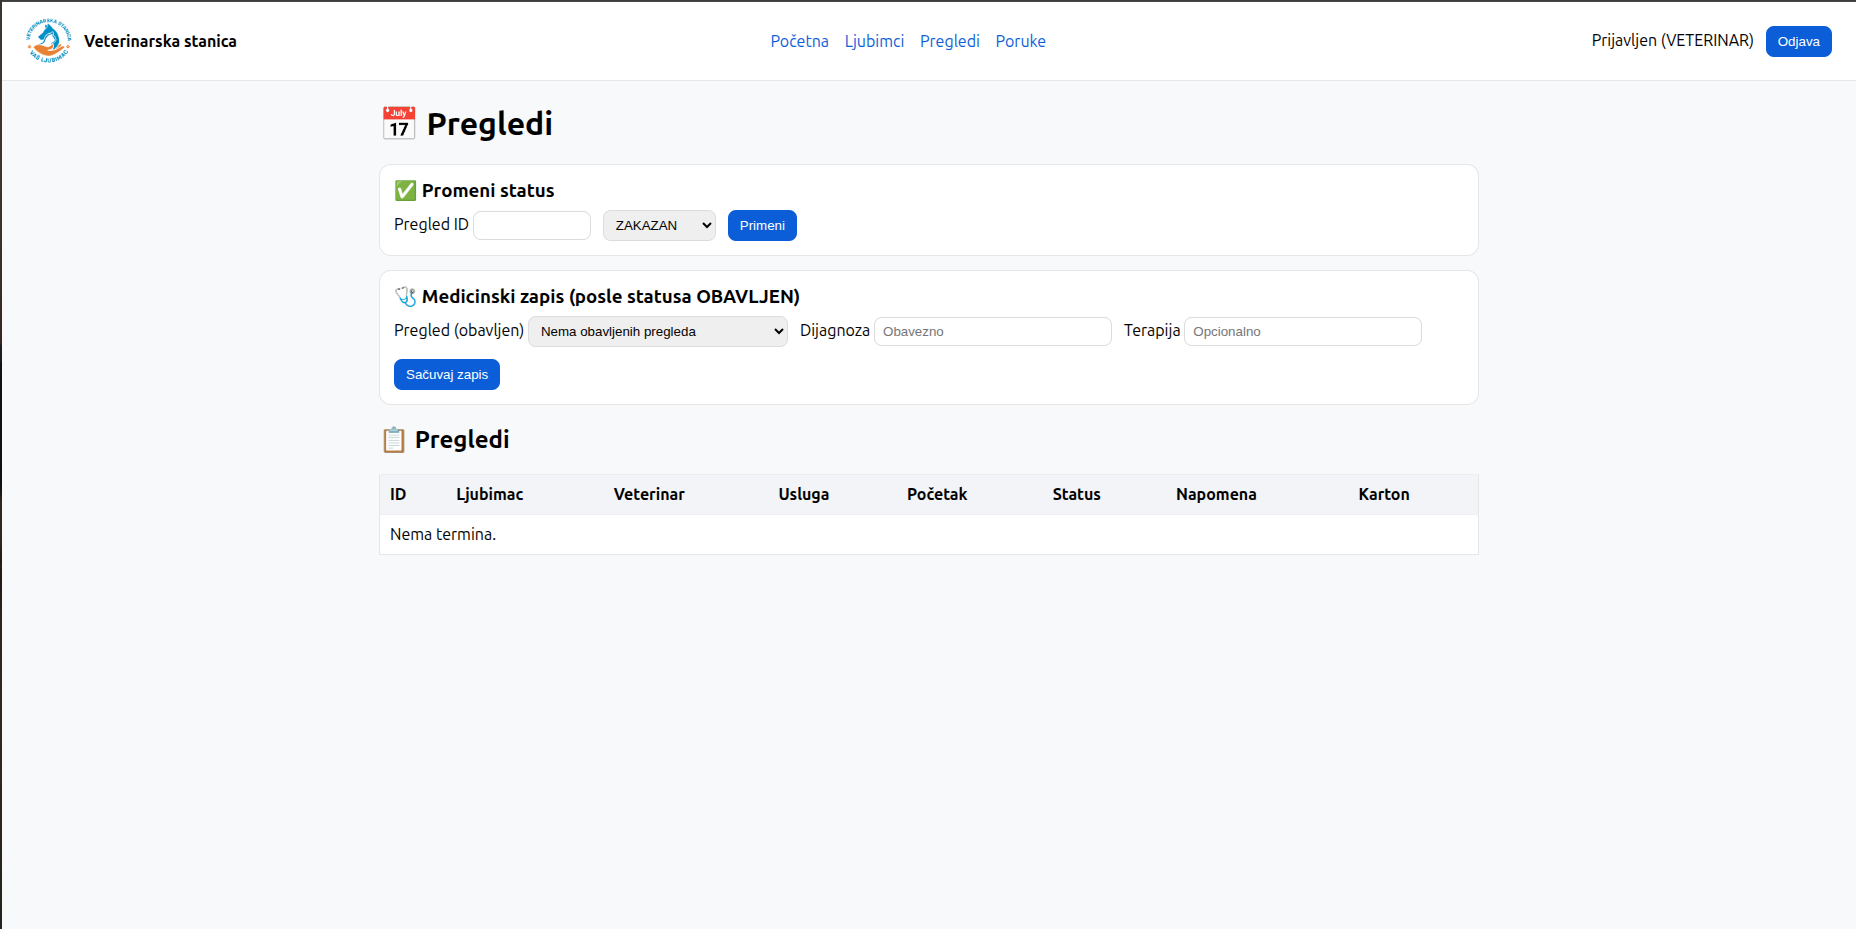 VETERINARSKA STANICA
VAŠ LJUBIMAC
Veterinarska stanica
Početna Ljubimci Pregledi Poruke
Prijavljen (VETERINAR) Odjava
July
17
Pregledi
Promeni status
Pregled ID ZAKAZAN Primeni
Medicinski zapis (posle statusa OBAVLJEN)
Pregled (obavljen) Nema obavljenih pregleda Dijagnoza Obavezno Terapija Opcionalno
Sačuvaj zapis
Pregledi
ID Ljubimac Veterinar Usluga Početak Status Napomena Karton
Nema termina.